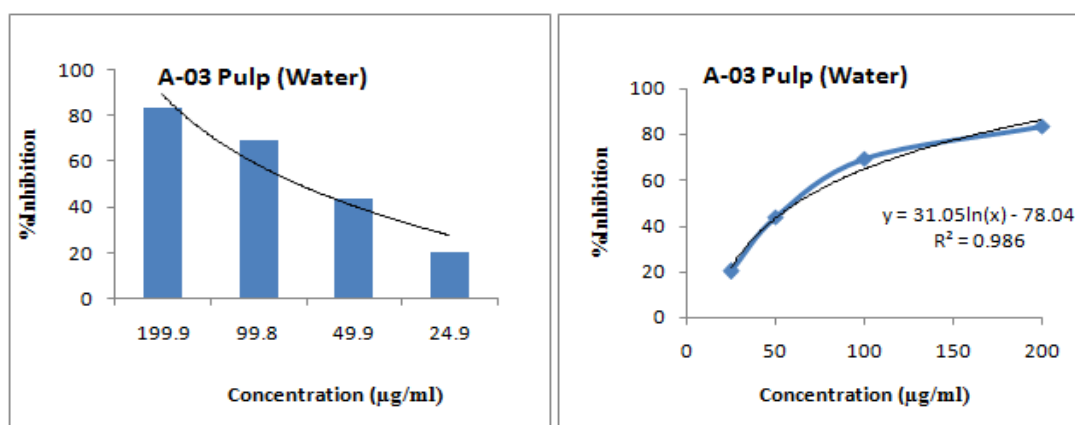 A-03 Pulp (Water)
100
80
60
40
20
0
%Inhibition
199.9 99.8 49.9 24.9
Concentration (µg/ml)
A-03 Pulp (Water)
100
80
60
40
20
0
%Inhibition
y = 31.05ln(x) - 78.04
R² = 0.986
0 50 100 150 200
Concentration (µg/ml)